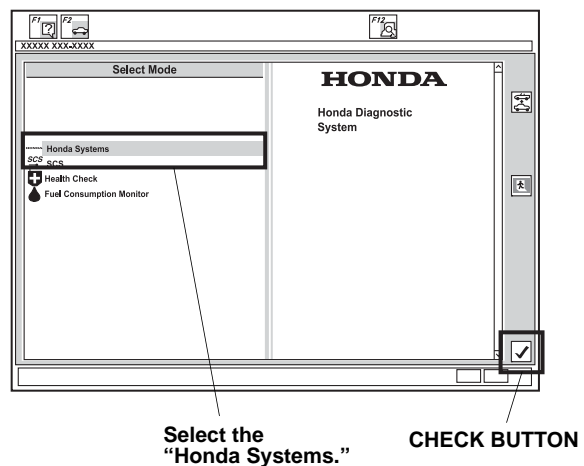 F1
F2
F12
XXXXX XXX-XXXX
Select Mode
Honda Systems
SCS SCS
Health Check
Fuel Consumption Monitor
HONDA
Honda Diagnostic
System
Select the
“Honda Systems.”
CHECK BUTTON